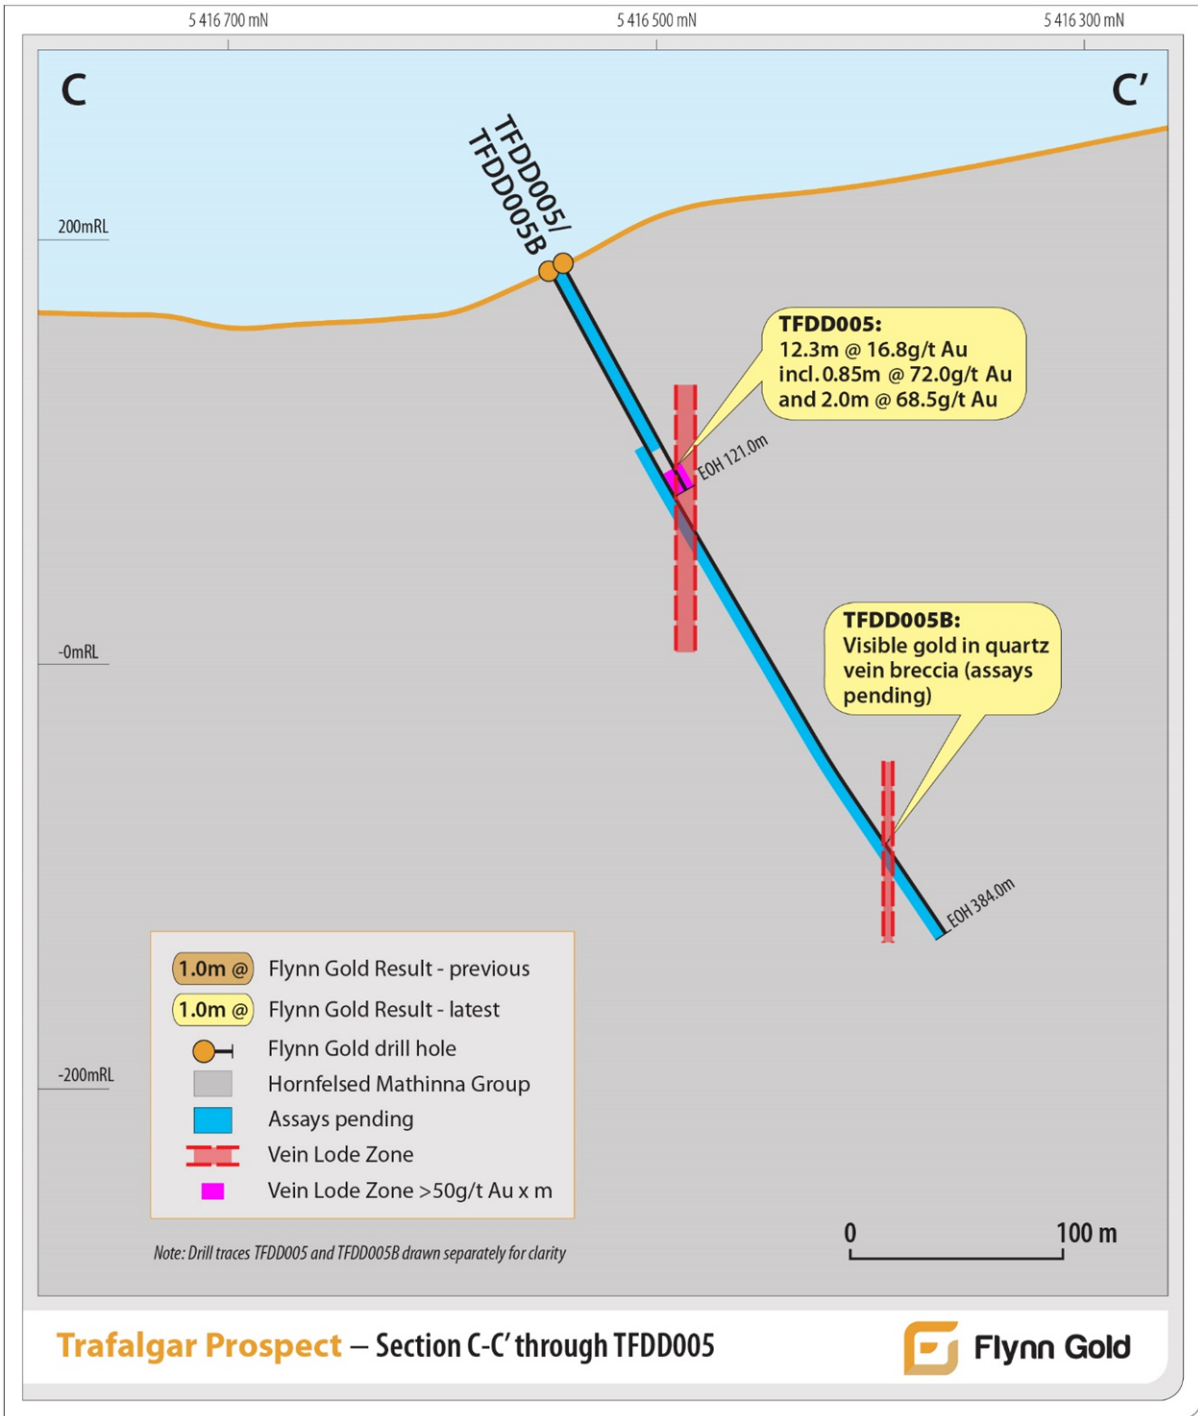 5 416 700 mN
5 416 500 mN
5 416 300 mN
C
C’
TFDD005/
TFDD005B
200mRL
TFDD005:
12.3m @ 16.8g/t Au
incl. 0.85m @ 72.0g/t Au
and 2.0m @ 68.5g/t Au
EOH 121.0m
-0mRL
TFDD005B:
Visible gold in quartz
vein breccia (assays
pending)
EOH 384.0m
-200mRL
1.0m @ Flynn Gold Result - previous
1.0m @ Flynn Gold Result - latest
Flynn Gold drill hole
Hornfelsed Mathinna Group
Assays pending
Vein Lode Zone
Vein Lode Zone >50g/t Au x m
Note: Drill traces TFDD005 and TFDD005B drawn separately for clarity
0 100 m
Trafalgar Prospect – Section C-C’ through TFDD005
Flynn Gold